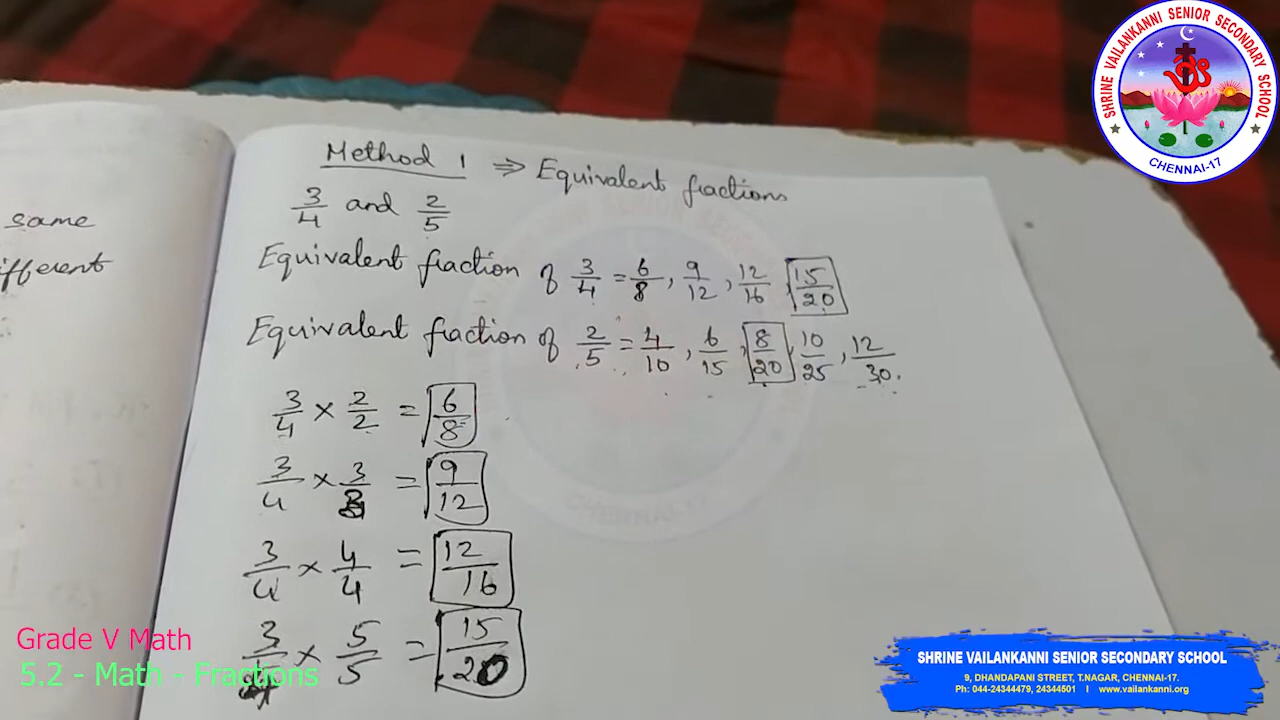 SHRINE VAILANKANNI SENIOR SECONDARY SCHOOL
CHENNAI-17
same
ifferent
Method 1 ⇒ Equivalent fractions
3/4 and 2/5
Equivalent fraction of 3/4 = 6/8, 9/12, 12/16 15/20
Equivalent fraction of 2/5 = 4/10, 6/15, 8/20, 10/25, 12/30.
3/4 × 2/2 = 6/8
3/4 × 3/3 = 9/12
3/4 × 4/4 = 12/16
3/4 × 5/5 = 15/20
Grade V Math
5.2 - Math - Fractions
SHRINE VAILANKANNI SENIOR SECONDARY SCHOOL
9, DHANDAPANI STREET, T.NAGAR, CHENNAI-17.
Ph: 044-24344479, 24344501 I www.vailankanni.org